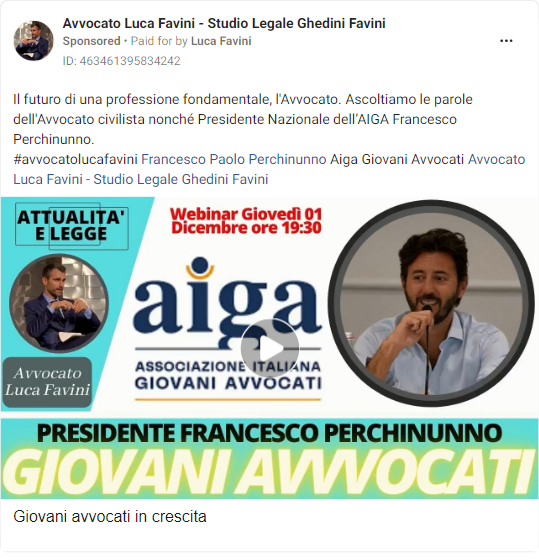 Avvocato Luca Favini - Studio Legale Ghedini Favini
Sponsored • Paid for by Luca Favini
ID: 463461395834242
Il futuro di una professione fondamentale, l'Avvocato. Ascoltiamo le parole
dell'Avvocato civilista nonché Presidente Nazionale dell'AIGA Francesco
Perchinunno.
#avvocatolucafavini Francesco Paolo Perchinunno Aiga Giovani Avvocati Avvocato
Luca Favini - Studio Legale Ghedini Favini
ATTUALITA'
E LEGGE
Webinar Giovedì 01
Dicembre ore 19:30
aiga
ASSOCIAZIONE ITALIANA
GIOVANI AVVOCATI
Avvocato
Luca Favini
PRESIDENTE FRANCESCO PERCHINUNNO
GIOVANI AVVVOCATI
Giovani avvocati in crescita